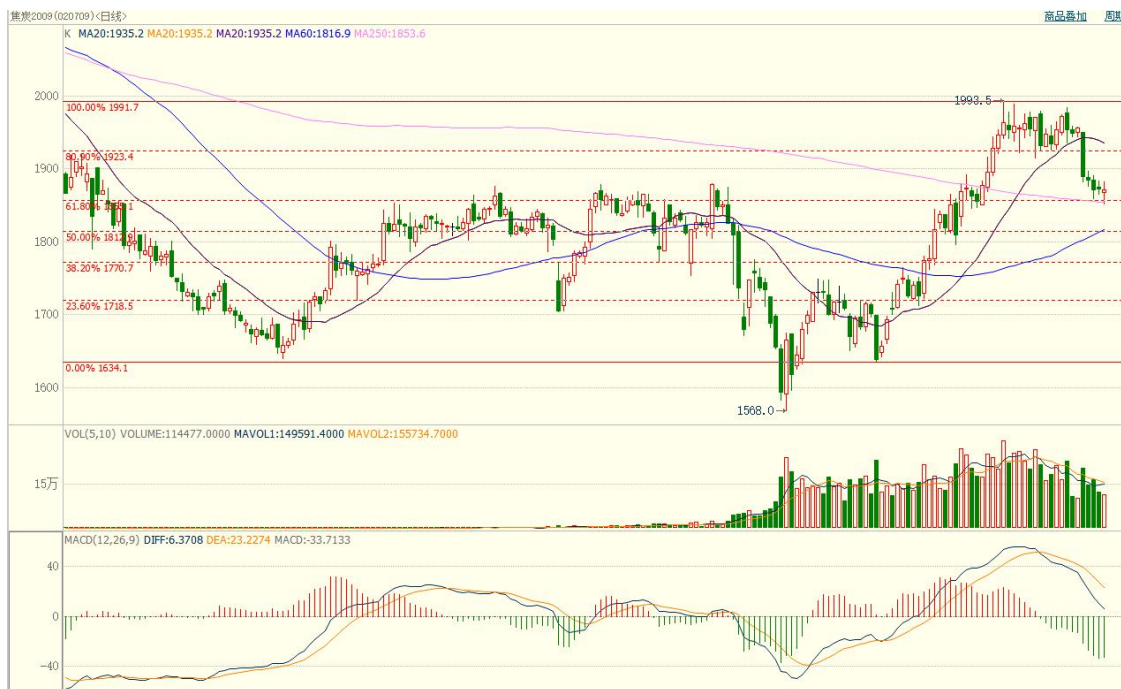 焦炭2009(020709)<日线>
商品叠加 周期
K MA20:1935.2 MA20:1935.2 MA20:1935.2 MA60:1816.9 MA250:1853.6
2000
1993.5
100.00% 1991.7
80.90% 1923.4
1900
61.80%
1800
50.00%
38.20% 1770.7
23.60% 1718.5
1700
0.00% 1634.1
1600
1568.0
VOL(5,10) VOLUME:114477.0000 MAVOL1:149591.4000 MAVOL2:155734.7000
15万
MACD(12,26,9) DIFF:6.3708 DEA:23.2274 MACD:-33.7133
40
0
-40